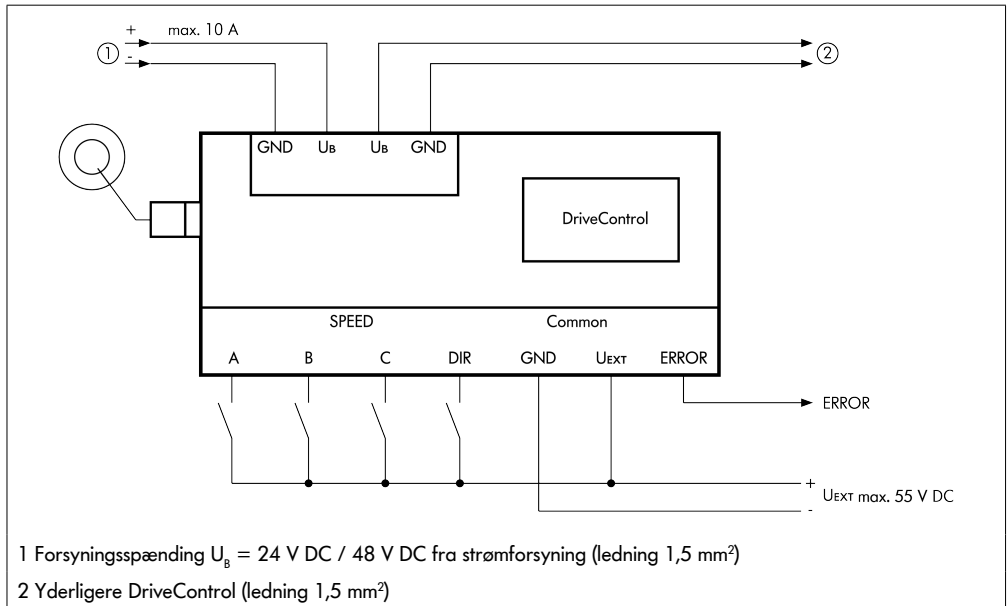 + max. 10 A
1 - 2
GND UB UB GND
DriveControl
SPEED Common
A B C DIR GND UEXT ERROR
ERROR
+
UEXT max. 55 V DC
-
1 Forsyningsspænding UB = 24 V DC / 48 V DC fra strømforsyning (ledning 1,5 mm²)
2 Yderligere DriveControl (ledning 1,5 mm²)